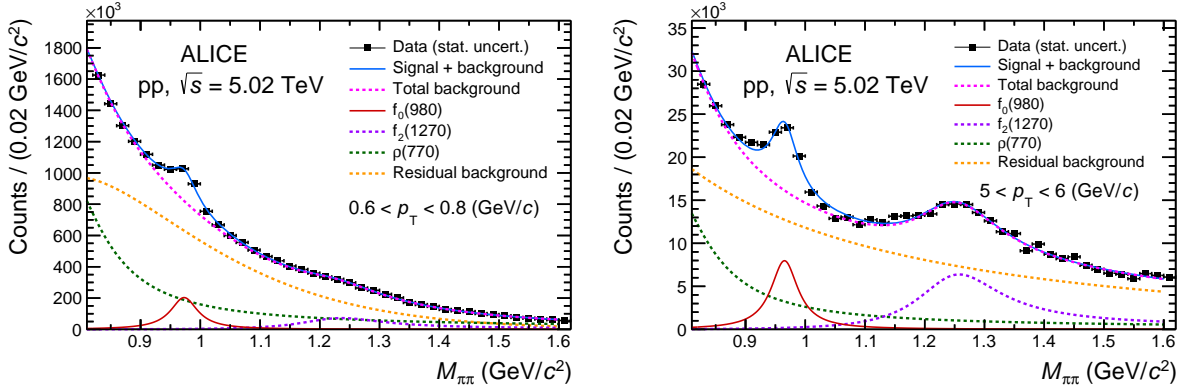 ×10³
1800
1600
1400
1200
1000
800
600
400
200
0
Counts / (0.02 GeV/c²)
ALICE
pp, √s = 5.02 TeV
Data (stat. uncert.)
Signal + background
Total background
f₀(980)
f₂(1270)
ρ(770)
Residual background
0.6 < p_T < 0.8 (GeV/c)
0.9 1 1.1 1.2 1.3 1.4 1.5 1.6
M_ππ (GeV/c²)
×10³
35
30
25
20
15
10
5
0
Counts / (0.02 GeV/c²)
ALICE
pp, √s = 5.02 TeV
Data (stat. uncert.)
Signal + background
Total background
f₀(980)
f₂(1270)
ρ(770)
Residual background
5 < p_T < 6 (GeV/c)
0.9 1 1.1 1.2 1.3 1.4 1.5 1.6
M_ππ (GeV/c²)